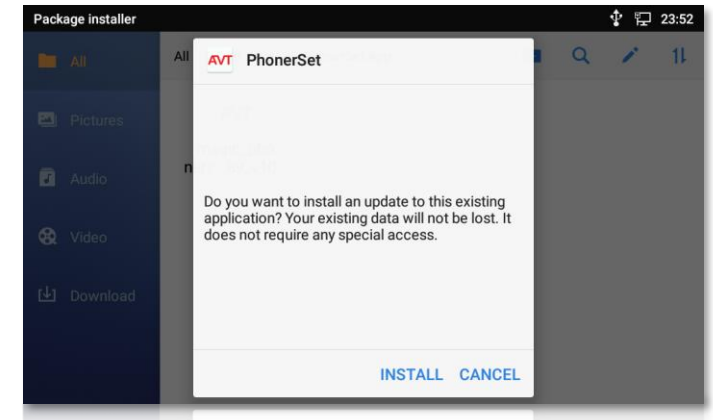 Package installer
23:52
All
All
AVT PhonerSet
Pictures
Audio
n
Do you want to install an update to this existing
application? Your existing data will not be lost. It
does not require any special access.
Video
Download
INSTALL CANCEL